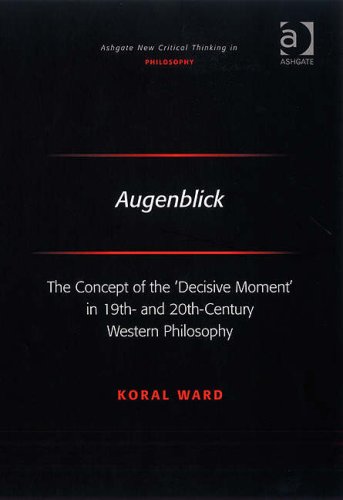 Ashgate New Critical Thinking in
PHILOSOPHY
a
ASHGATE
Augenblick
The Concept of the 'Decisive Moment'
in 19th- and 20th-Century
Western Philosophy
KORAL WARD